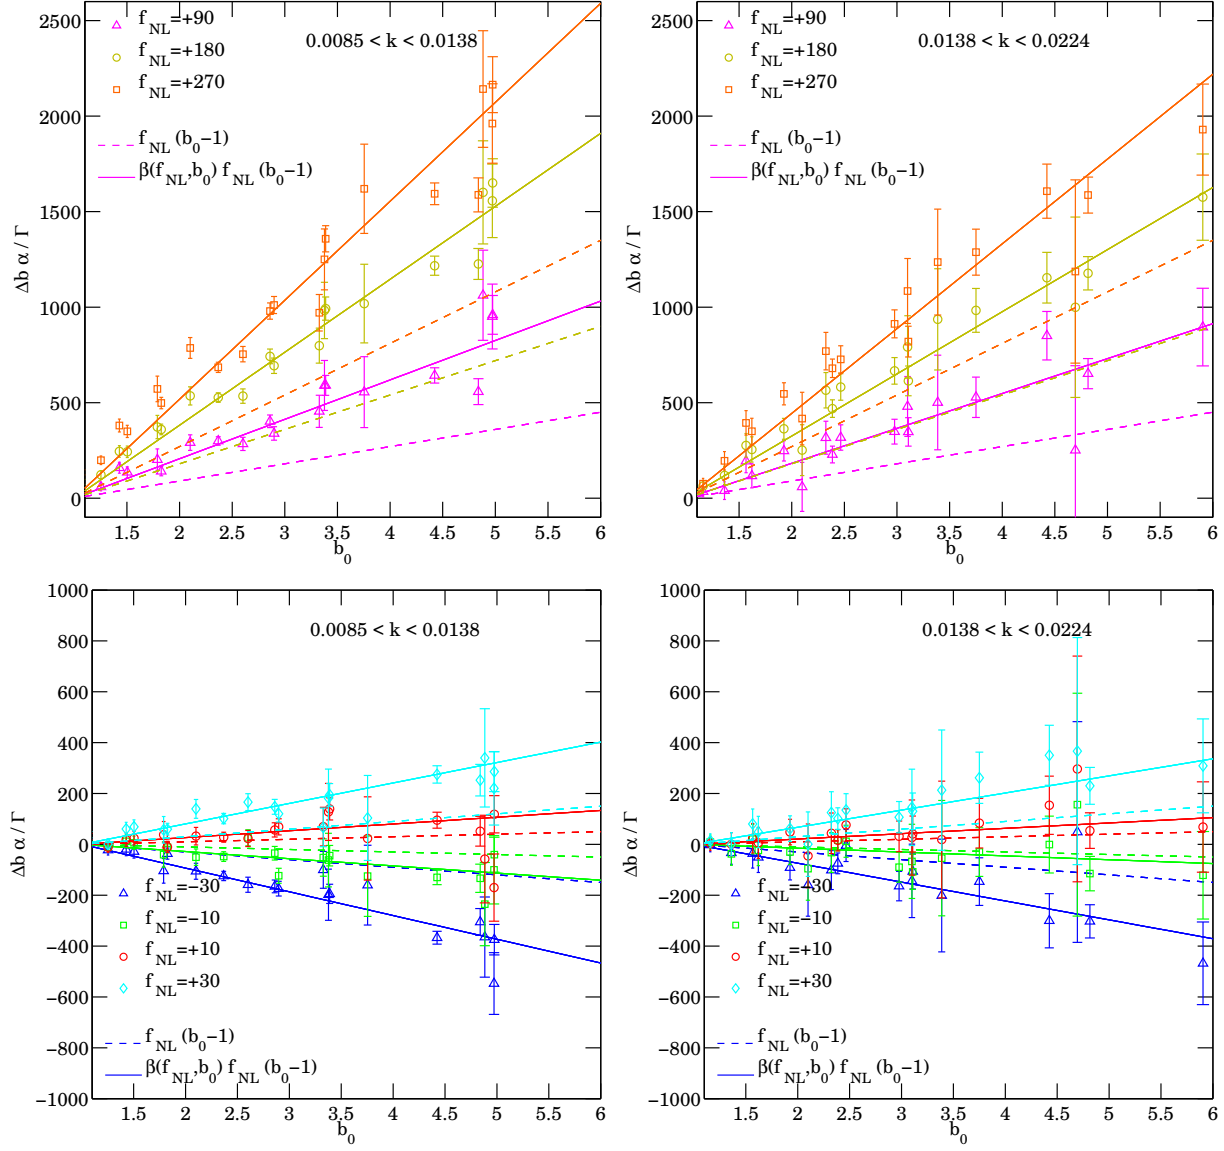 f_NL=+90
f_NL=+180
f_NL=+270
0.0085 < k < 0.0138
f_NL (b_0−1)
β(f_NL,b_0) f_NL (b_0−1)
2500
2000
1500
1000
500
0
Δb α / Γ
1.5 2 2.5 3 3.5 4 4.5 5 5.5 6
b_0
f_NL=+90
f_NL=+180
f_NL=+270
0.0138 < k < 0.0224
f_NL (b_0−1)
β(f_NL,b_0) f_NL (b_0−1)
2500
2000
1500
1000
500
0
Δb α / Γ
1.5 2 2.5 3 3.5 4 4.5 5 5.5 6
b_0
1000
800
600
400
200
0
−200
−400
−600
−800
−1000
Δb α / Γ
0.0085 < k < 0.0138
f_NL=−30
f_NL=−10
f_NL=+10
f_NL=+30
f_NL (b_0−1)
β(f_NL,b_0) f_NL (b_0−1)
1.5 2 2.5 3 3.5 4 4.5 5 5.5 6
b_0
1000
800
600
400
200
0
−200
−400
−600
−800
−1000
Δb α / Γ
0.0138 < k < 0.0224
f_NL=−30
f_NL=−10
f_NL=+10
f_NL=+30
f_NL (b_0−1)
β(f_NL,b_0) f_NL (b_0−1)
1.5 2 2.5 3 3.5 4 4.5 5 5.5 6
b_0